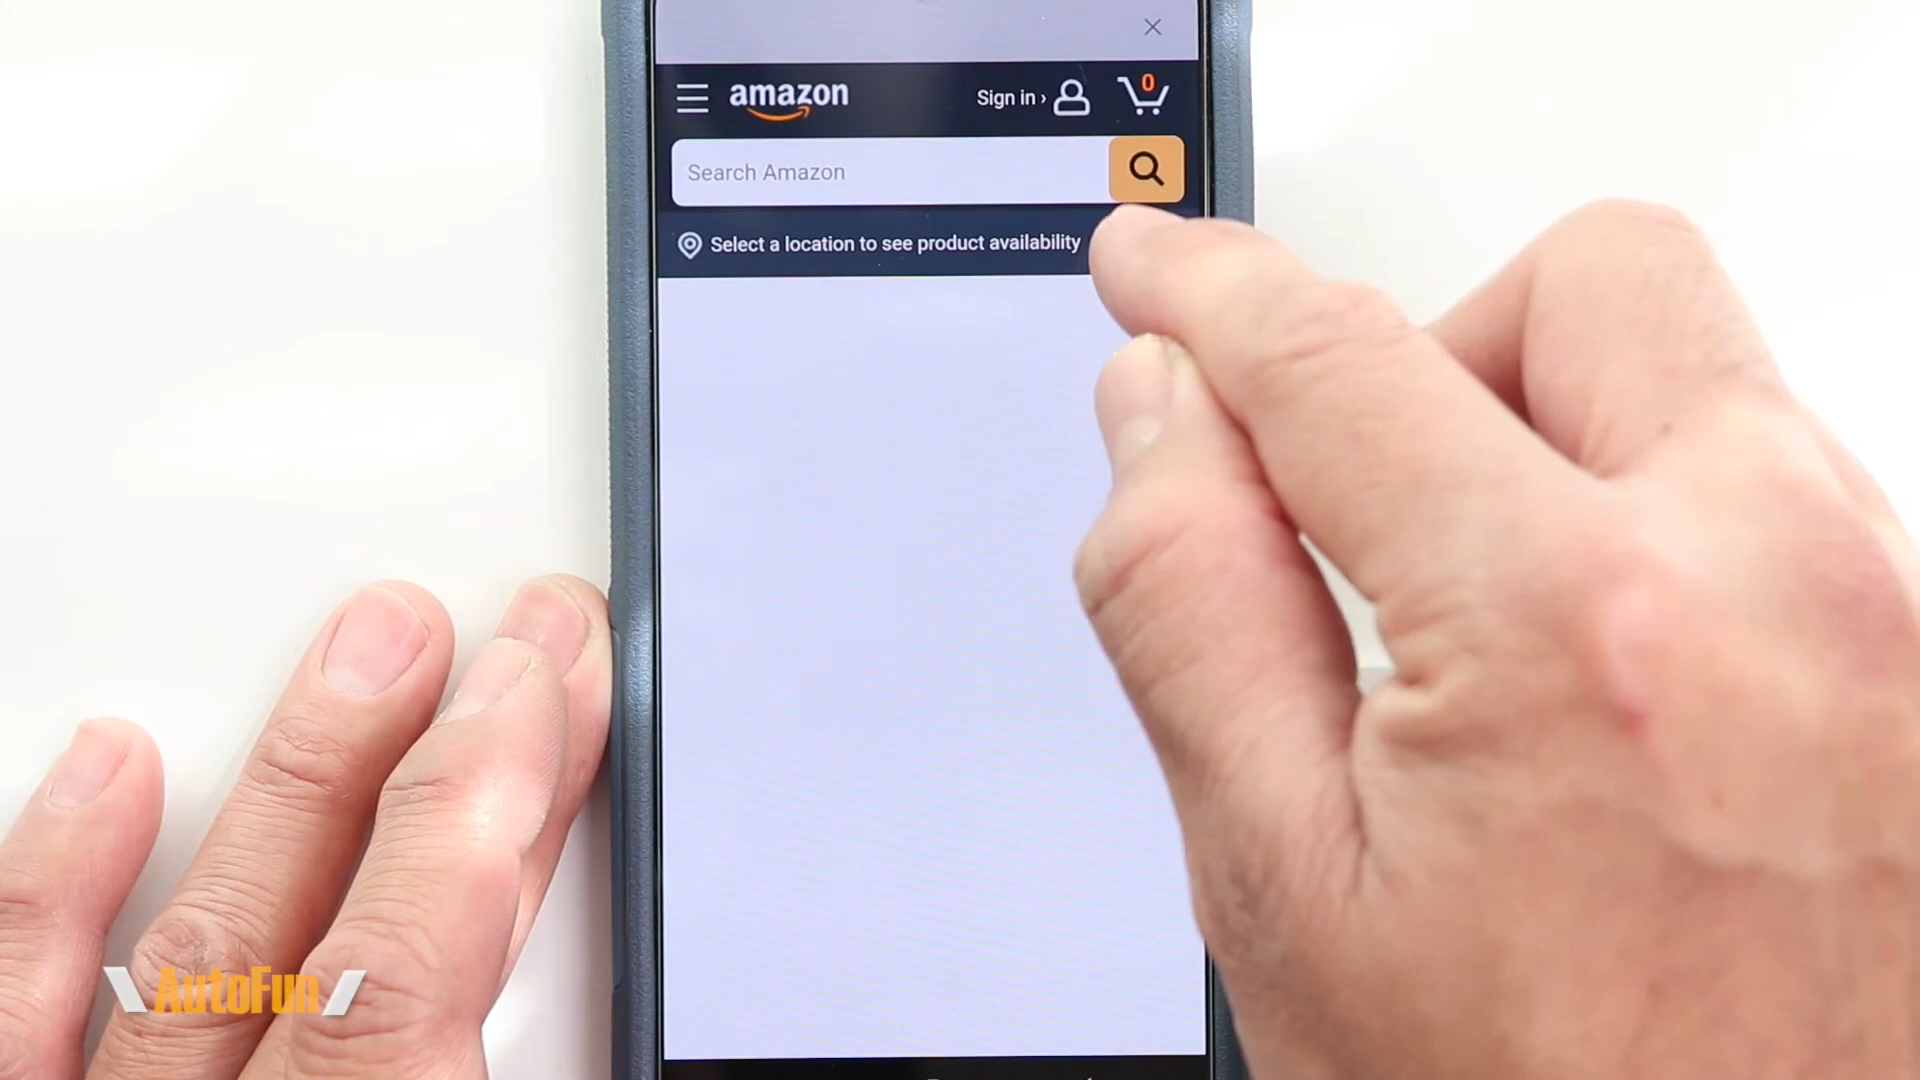 amazon
Sign in ›
0
Search Amazon
Select a location to see product availability
AutoFun